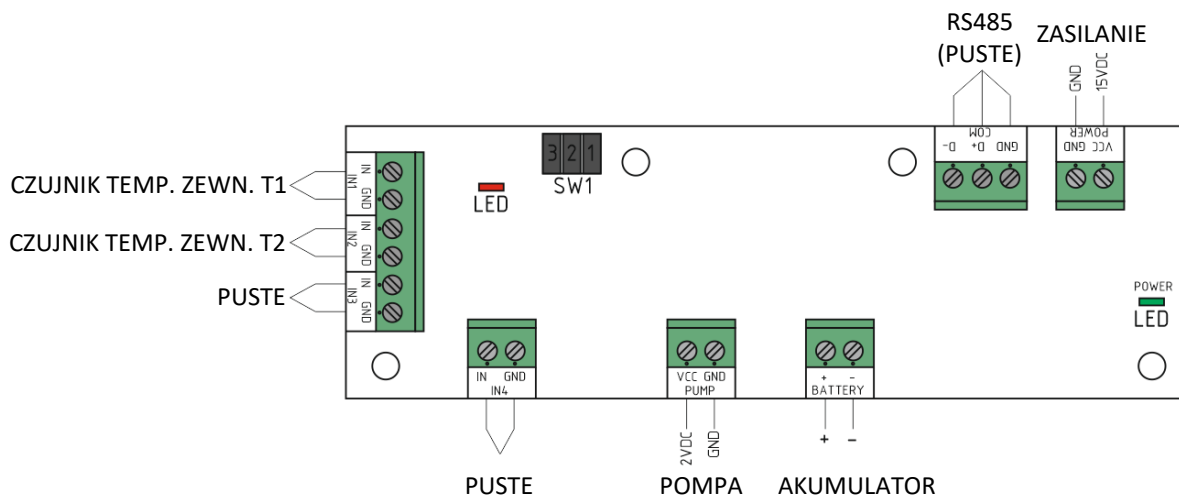 RS485
(PUSTE)
ZASILANIE
GND
15VDC
D-
D+
GND
COM
GND
VCC
POWER
3 2 1
SW1
LED
CZUJNIK TEMP. ZEWN. T1
IN
GND
IN1
CZUJNIK TEMP. ZEWN. T2
IN
GND
IN2
PUSTE
IN
GND
IN3
POWER
LED
IN GND
IN4
VCC GND
PUMP
+ -
BATTERY
2VDC
GND
+ −
PUSTE
POMPA
AKUMULATOR